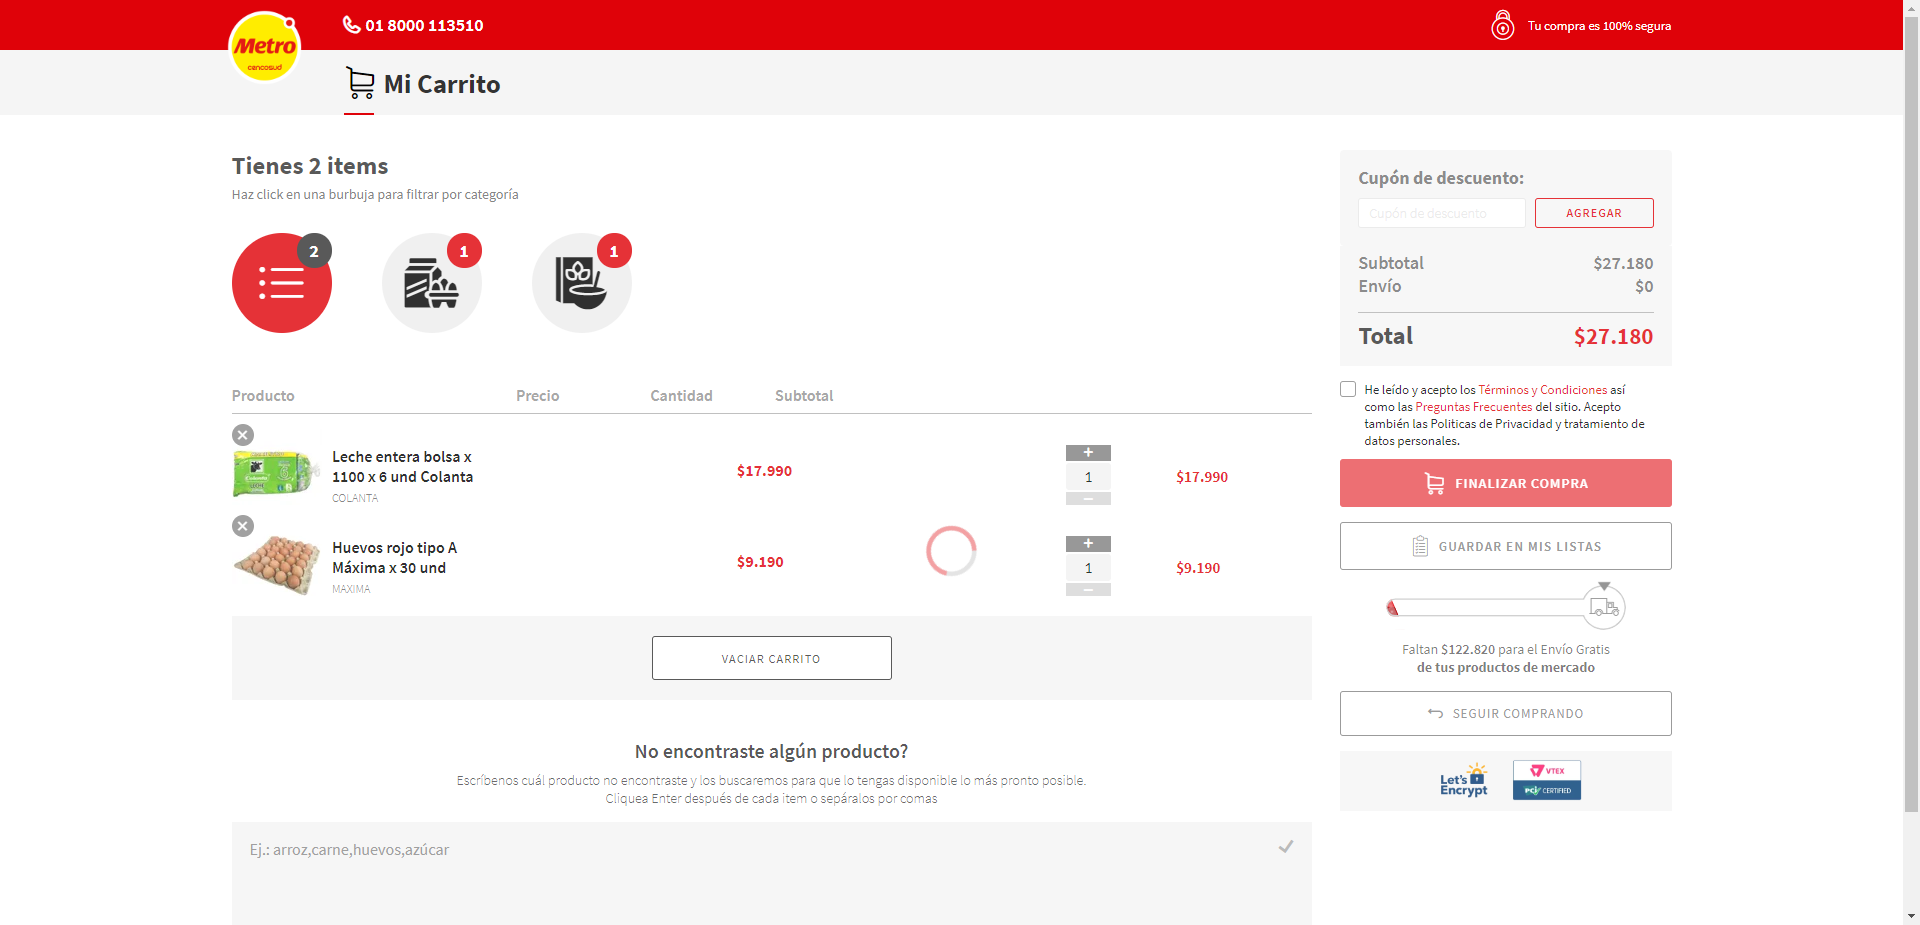 Metro
cencosud
01 8000 113510
Tu compra es 100% segura
Mi Carrito
Tienes 2 items
Haz click en una burbuja para filtrar por categoría
2
1
1
Producto
Precio
Cantidad
Subtotal
Leche entera bolsa x
1100 x 6 und Colanta
COLANTA
$17.990
+
1
−
$17.990
Huevos rojo tipo A
Máxima x 30 und
MAXIMA
$9.190
+
1
−
$9.190
VACIAR CARRITO
No encontraste algún producto?
Escríbenos cuál producto no encontraste y los buscaremos para que lo tengas disponible lo más pronto posible.
Cliquea Enter después de cada item o sepáralos por comas
Ej.: arroz,carne,huevos,azúcar
Cupón de descuento:
Cupón de descuento
AGREGAR
Subtotal
$27.180
Envío
$0
Total
$27.180
He leído y acepto los Términos y Condiciones así
como las Preguntas Frecuentes del sitio. Acepto
también las Politicas de Privacidad y tratamiento de
datos personales.
FINALIZAR COMPRA
GUARDAR EN MIS LISTAS
Faltan $122.820 para el Envío Gratis
de tus productos de mercado
SEGUIR COMPRANDO
Let's
Encrypt
VTEX
PCI CERTIFIED